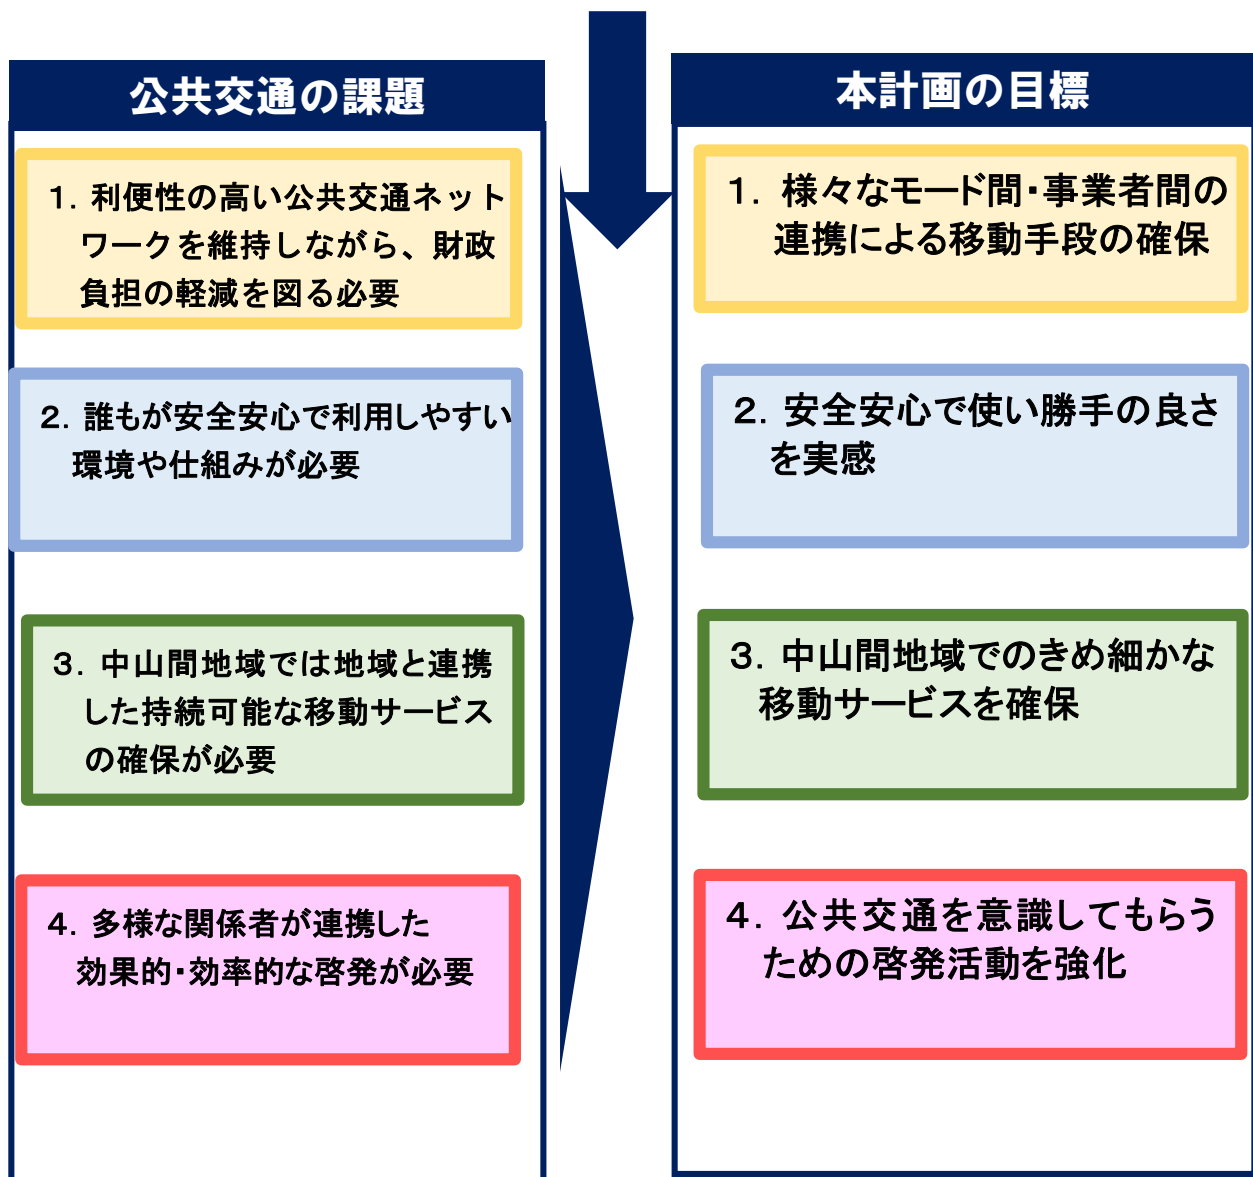 公共交通の課題
1. 利便性の高い公共交通ネット
ワークを維持しながら、財政
負担の軽減を図る必要
2. 誰もが安全安心で利用しやすい
環境や仕組みが必要
3. 中山間地域では地域と連携
した持続可能な移動サービス
の確保が必要
4. 多様な関係者が連携した
効果的・効率的な啓発が必要
本計画の目標
1. 様々なモード間・事業者間の
連携による移動手段の確保
2. 安全安心で使い勝手の良さ
を実感
3. 中山間地域でのきめ細かな
移動サービスを確保
4. 公共交通を意識してもらう
ための啓発活動を強化